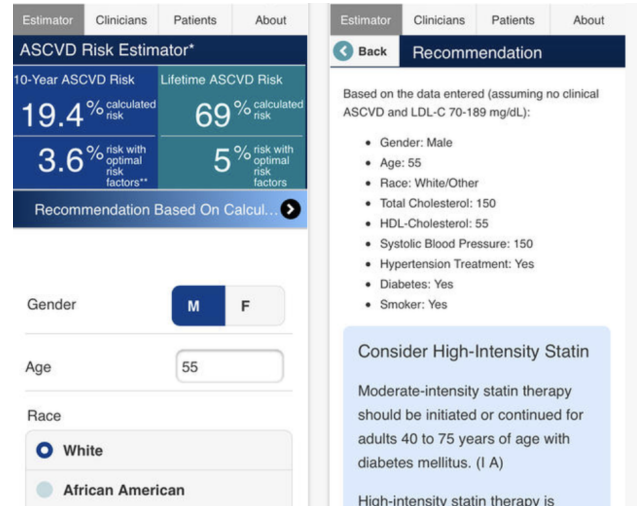 Estimator Clinicians Patients About
ASCVD Risk Estimator*
10-Year ASCVD Risk
19.4% calculated
risk
3.6% risk with
optimal
risk
factors**
Lifetime ASCVD Risk
69% calculated
risk
5% risk with
optimal
risk
factors
Recommendation Based On Calcul...
Gender M F
Age 55
Race
White
African American
Estimator Clinicians Patients About
Back Recommendation
Based on the data entered (assuming no clinical
ASCVD and LDL-C 70-189 mg/dL):
• Gender: Male
• Age: 55
• Race: White/Other
• Total Cholesterol: 150
• HDL-Cholesterol: 55
• Systolic Blood Pressure: 150
• Hypertension Treatment: Yes
• Diabetes: Yes
• Smoker: Yes
Consider High-Intensity Statin
Moderate-intensity statin therapy
should be initiated or continued for
adults 40 to 75 years of age with
diabetes mellitus. (I A)
High-intensity statin therapy is